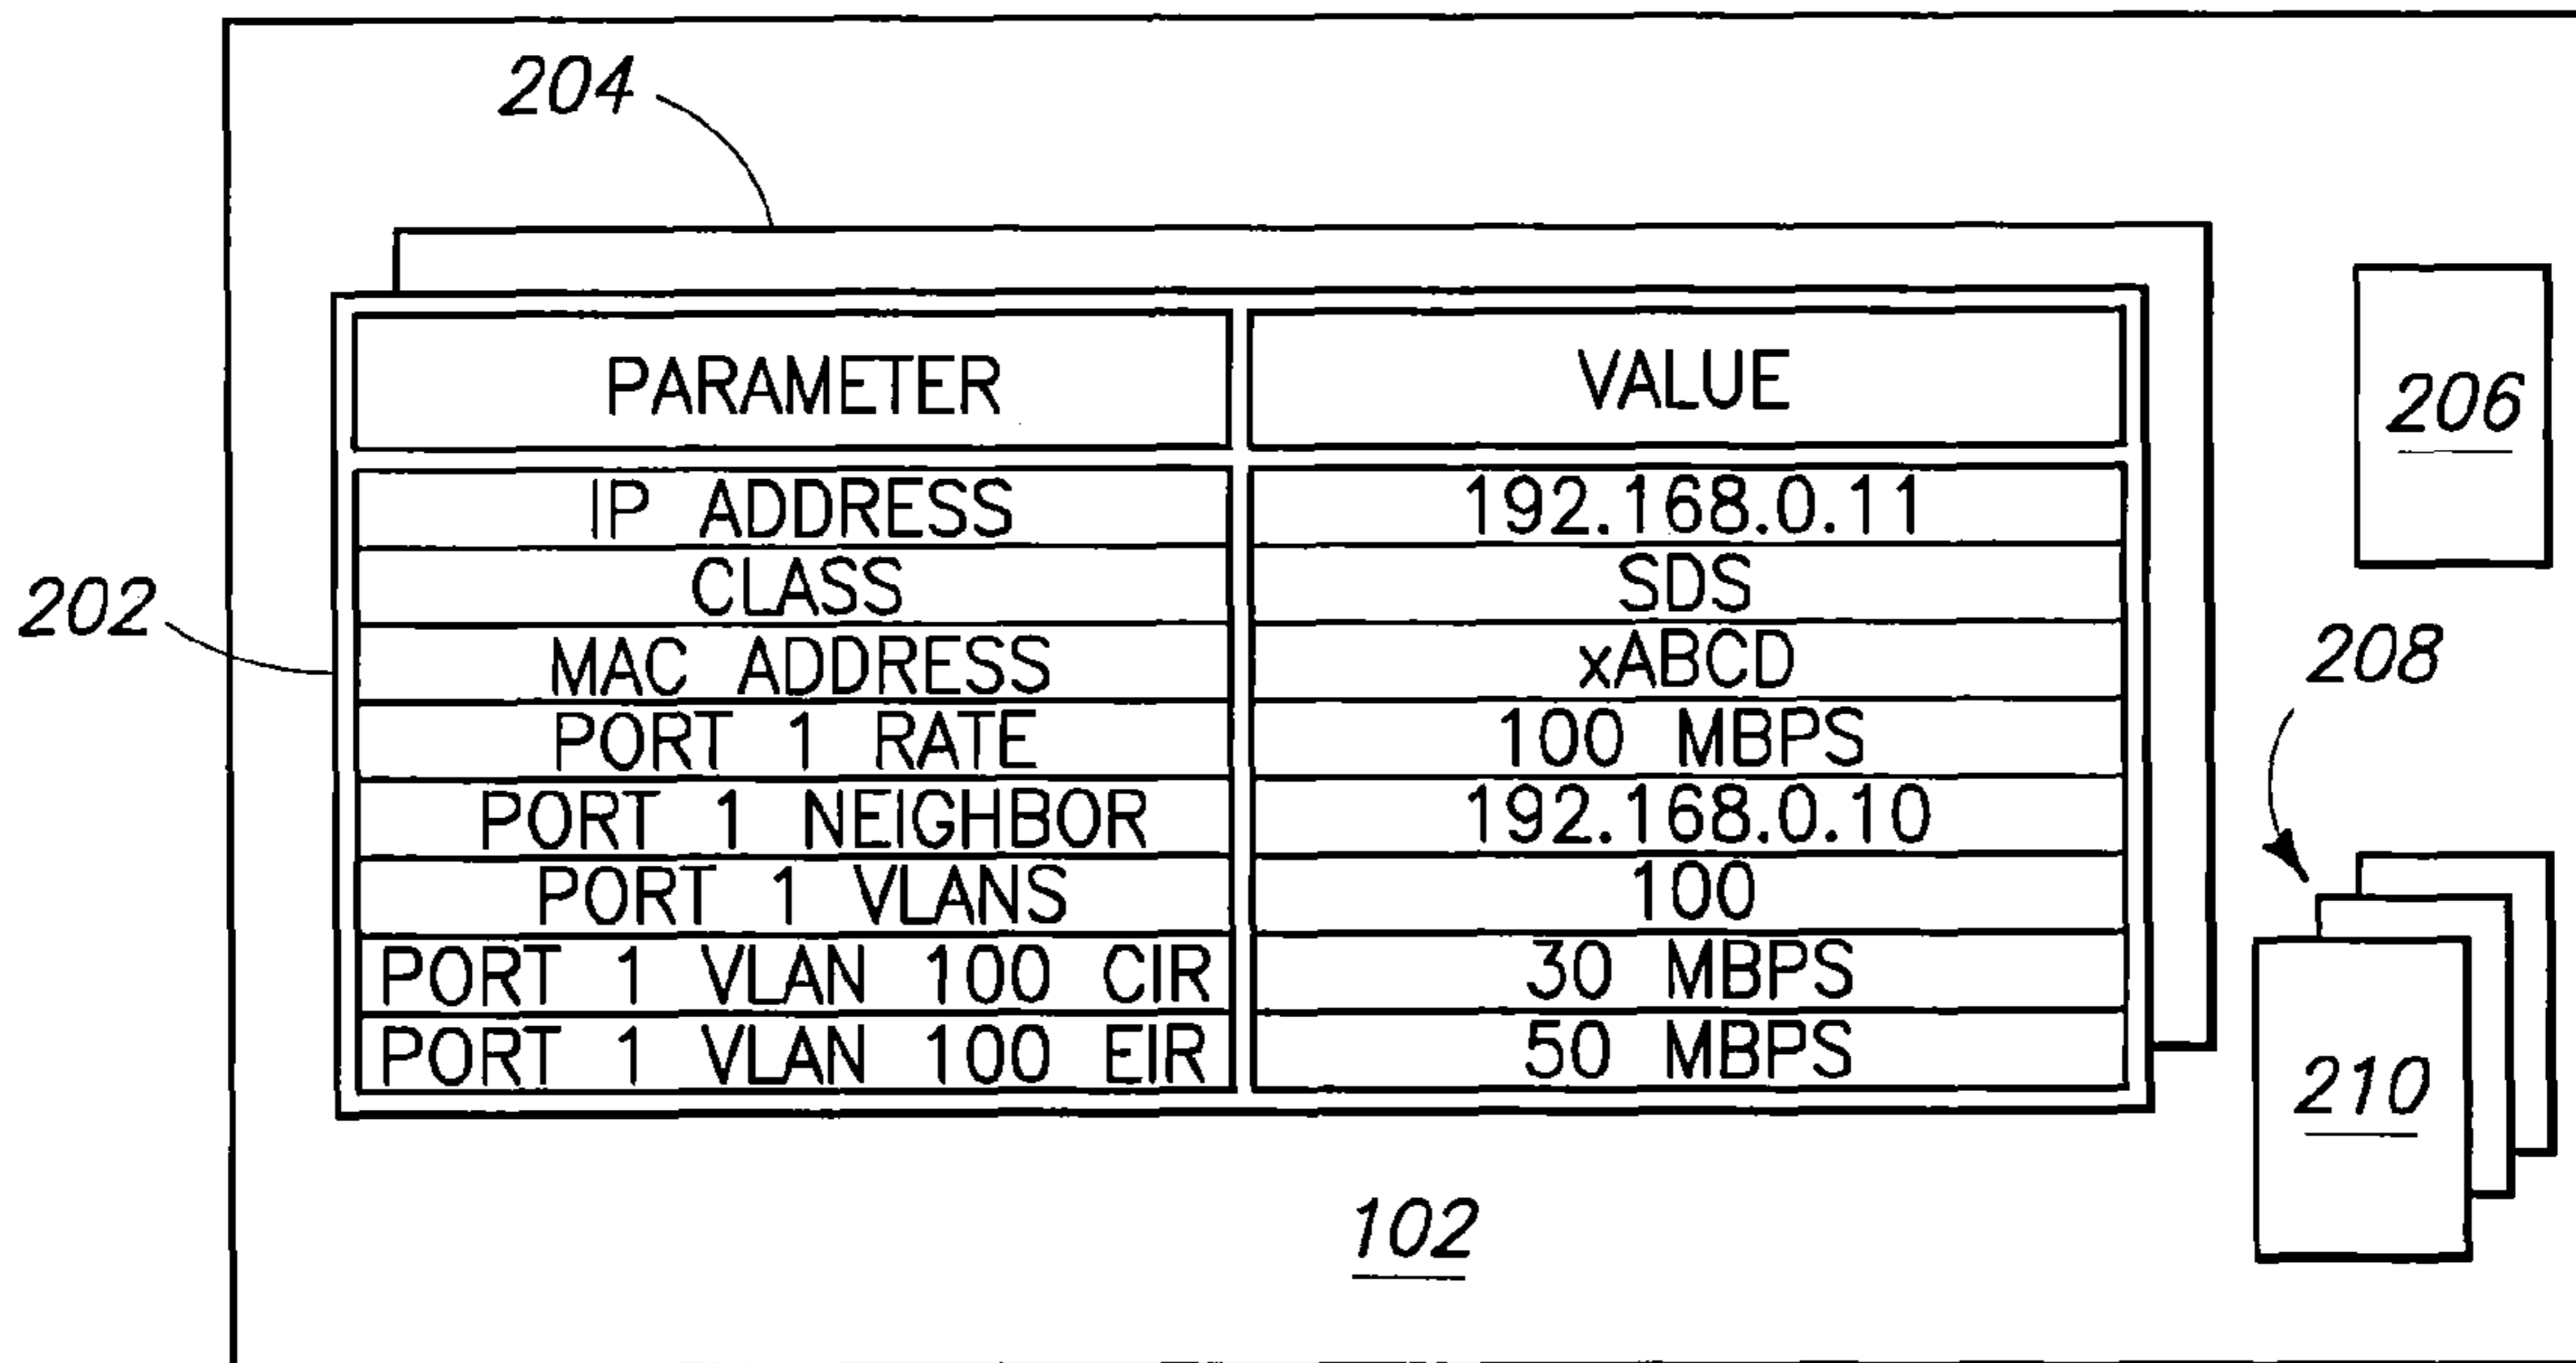 204
PARAMETER VALUE
206
IP ADDRESS 192.168.0.11
CLASS SDS
202
MAC ADDRESS xABCD
208
PORT 1 RATE 100 MBPS
PORT 1 NEIGHBOR 192.168.0.10
PORT 1 VLANS 100
PORT 1 VLAN 100 CIR 30 MBPS
PORT 1 VLAN 100 EIR 50 MBPS
210
102